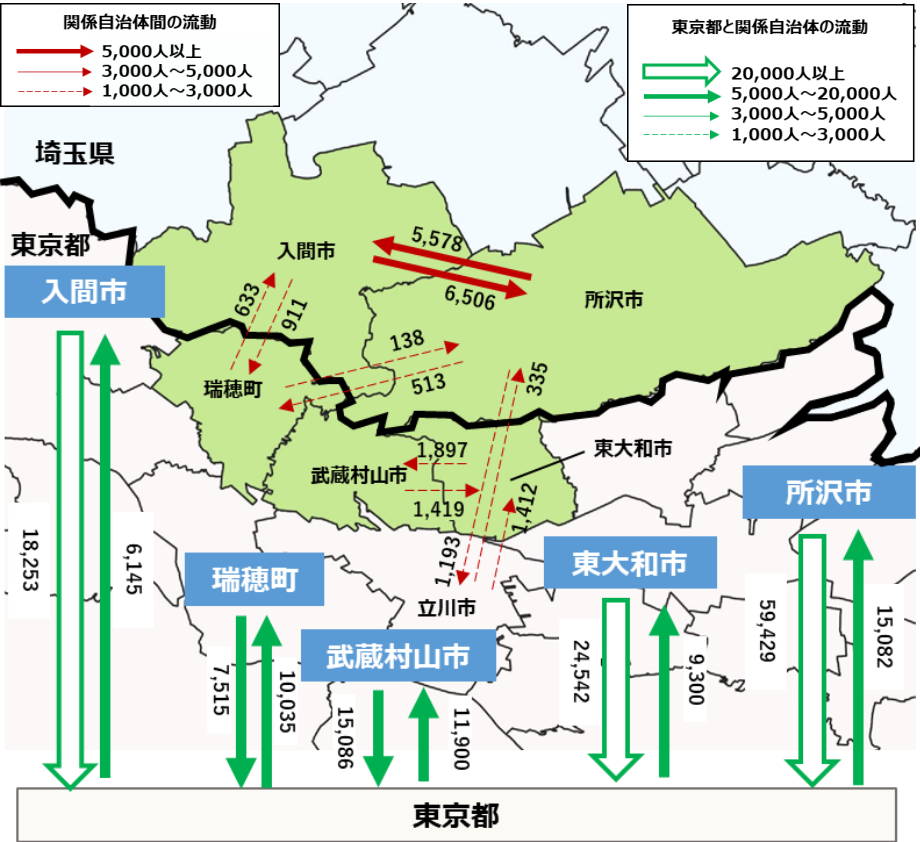 関係自治体間の流動
5,000人以上
3,000人～5,000人
1,000人～3,000人
東京都と関係自治体の流動
20,000人以上
5,000人～20,000人
3,000人～5,000人
1,000人～3,000人
埼玉県
東京都
入間市
入間市
所沢市
5,578
6,506
633
911
138
513
335
瑞穂町
武蔵村山市
東大和市
1,897
1,419
1,412
1,193
立川市
所沢市
東大和市
瑞穂町
武蔵村山市
18,253
6,145
7,515
10,035
15,086
11,900
24,542
9,300
59,429
15,082
東京都